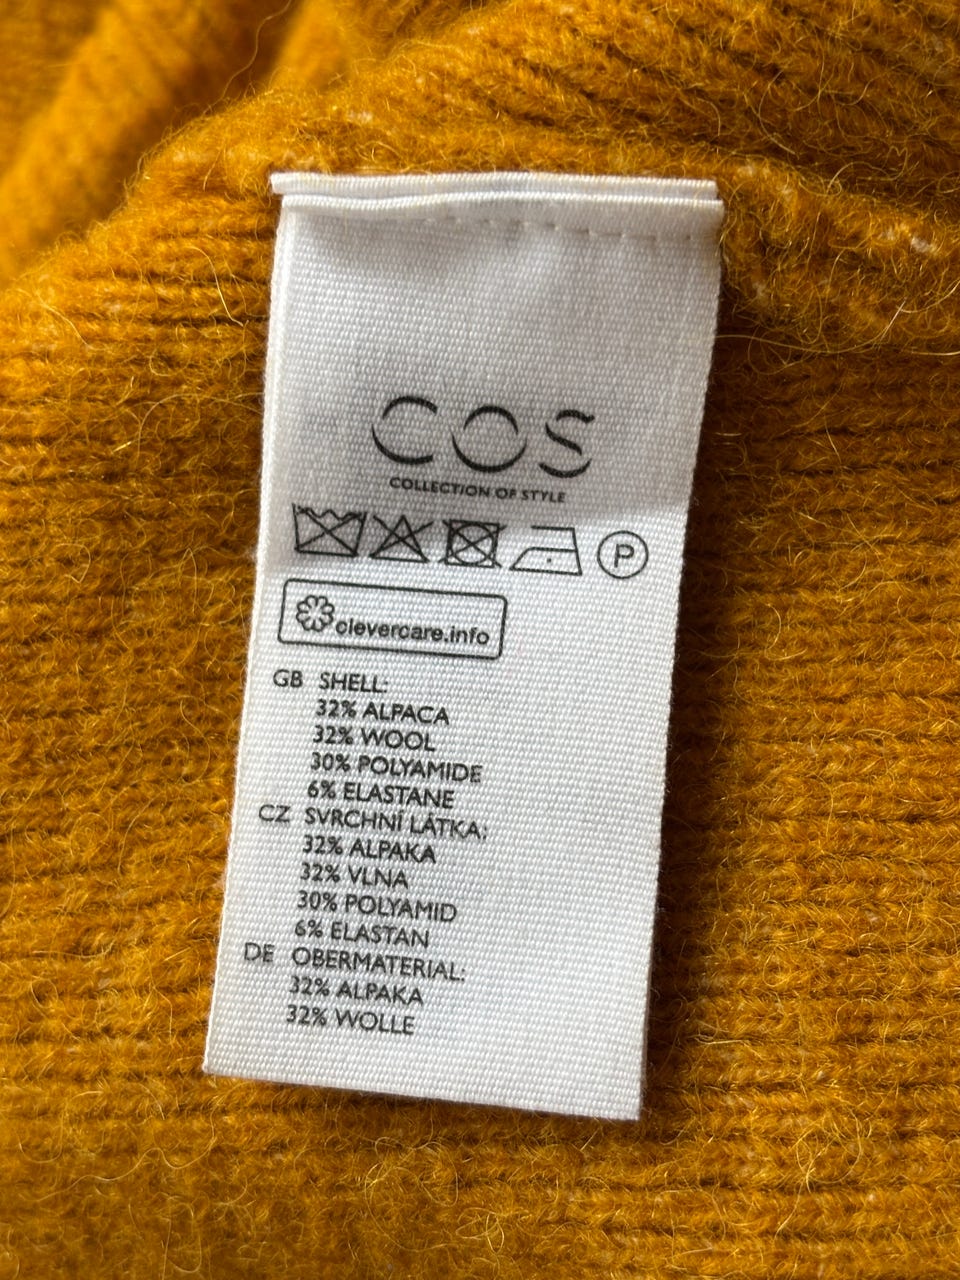 COS
COLLECTION OF STYLE
P
clevercare.info
GB SHELL:
32% ALPACA
32% WOOL
30% POLYAMIDE
6% ELASTANE
CZ SVRCHNÍ LÁTKA:
32% ALPAKA
32% VLNA
30% POLYAMID
6% ELASTAN
DE OBERMATERIAL:
32% ALPAKA
32% WOLLE